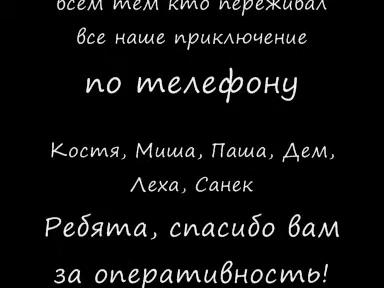 всем тем кто переживал
все наше приключение
по телефону
Костя, Миша, Паша, Дем,
Леха, Санек
Ребята, спасибо вам
за оперативность!